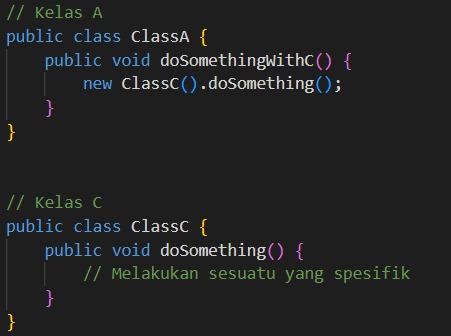 // Kelas A
public class ClassA {
    public void doSomethingWithC() {
        new ClassC().doSomething();
    }
}
// Kelas C
public class ClassC {
    public void doSomething() {
        // Melakukan sesuatu yang spesifik
    }
}